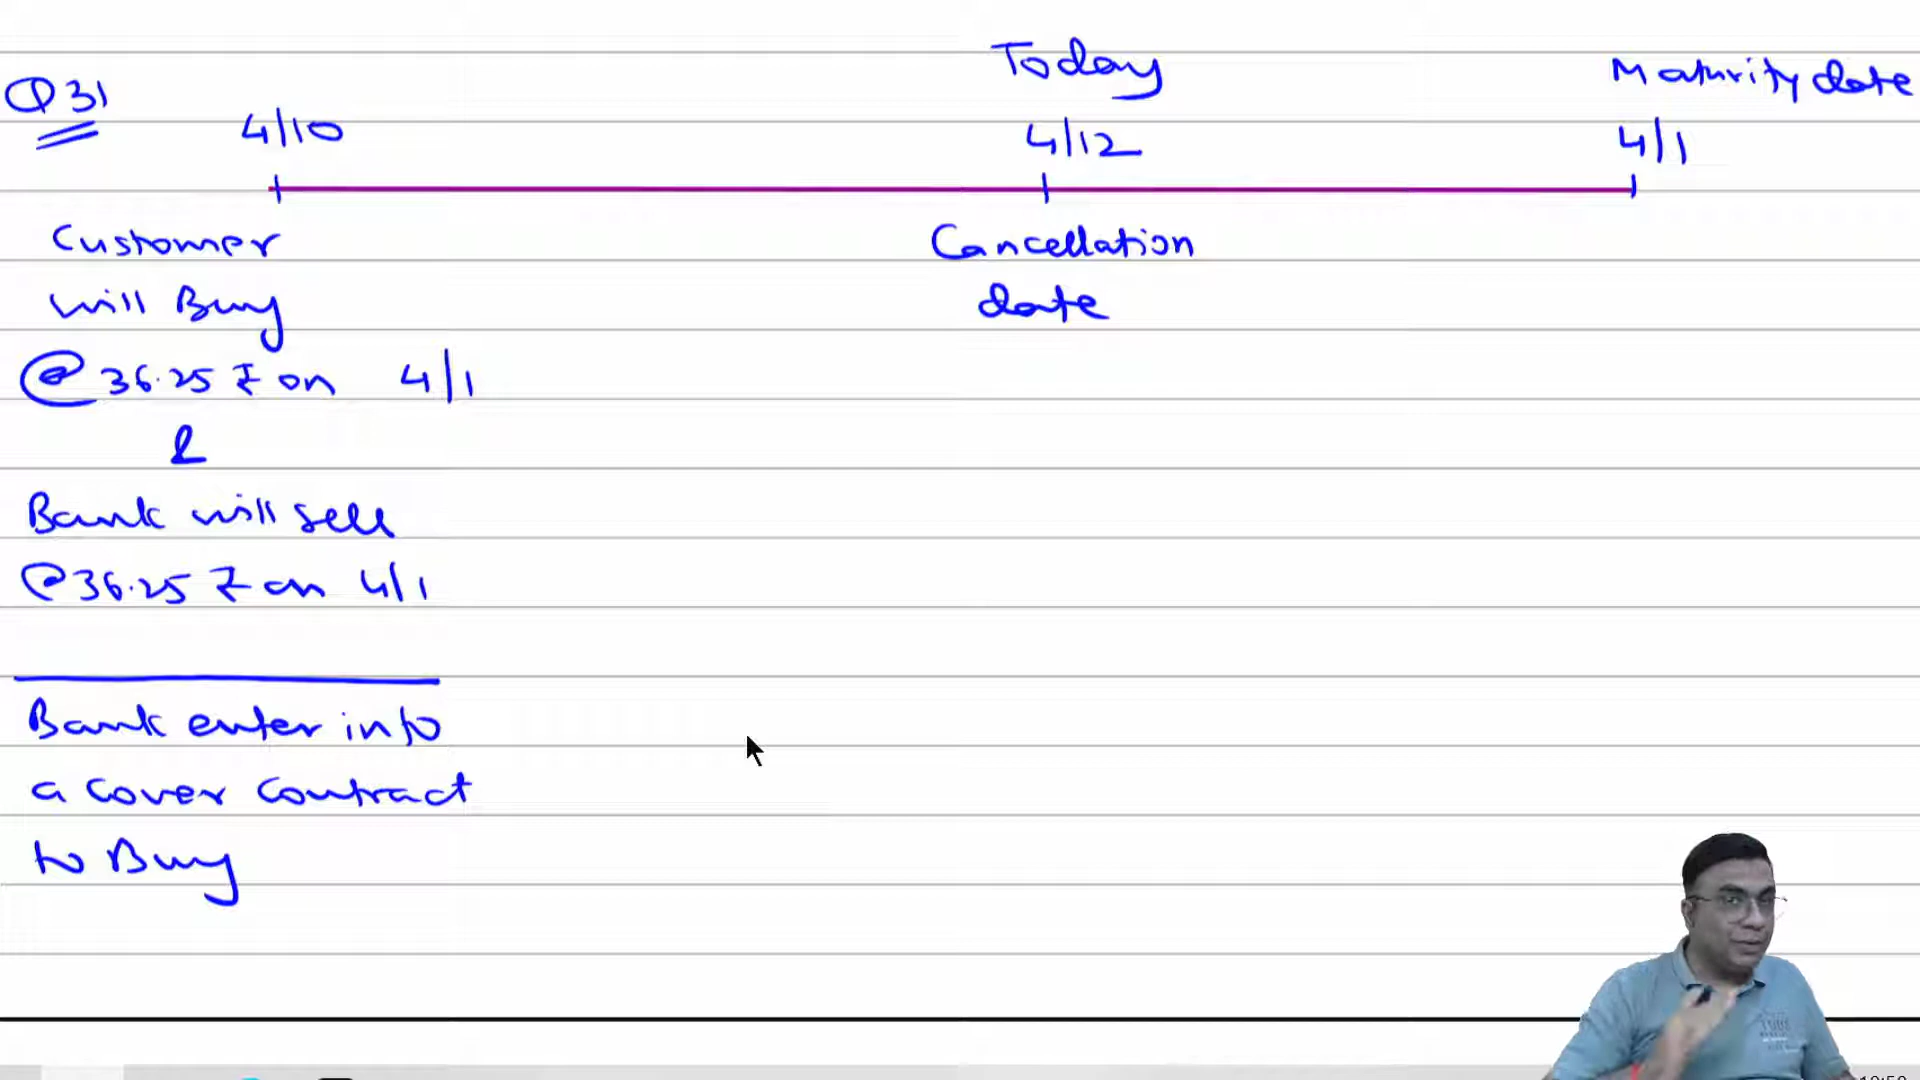 Q31
4/10
Today
4/12
Maturity date
4/1
Customer
will Buy
@ 36.25 ₹ on 4/1
&
Bank will sell
@36.25 ₹ on 4/1
Cancellation
date
Bank enter into
a cover contract
to Buy